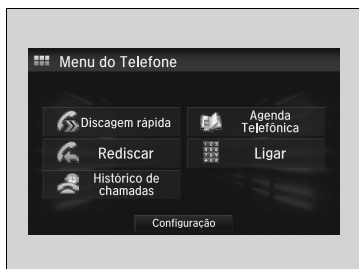 Menu do Telefone
Discagem rápida
Agenda
Telefônica
Rediscar
Ligar
Histórico de
chamadas
Configuração